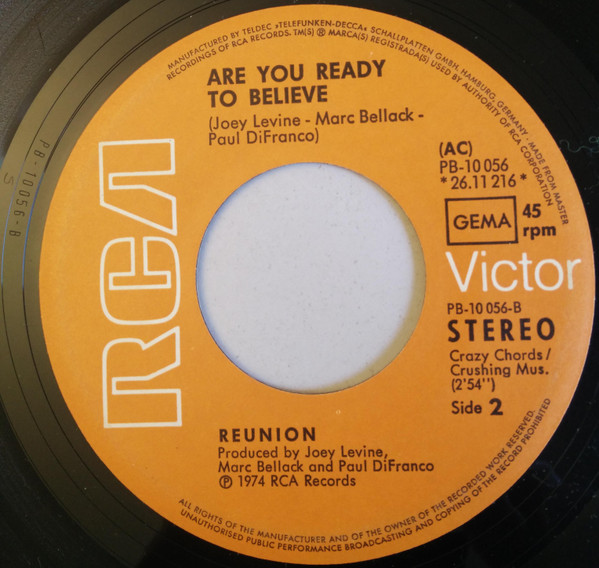 MANUFACTURED BY TELDEC »TELEFUNKEN-DECCA« SCHALLPLATTEN GMBH, HAMBURG, GERMANY - MADE FROM MASTER
RECORDINGS OF RCA RECORDS. TM(S) ® MARCA(S) REGISTRADA(S) USED BY AUTHORITY OF RCA CORPORATION
ARE YOU READY
TO BELIEVE
(Joey Levine - Marc Bellack -
Paul DiFranco)
(AC)
PB-10 056
* 26.11 216 *
GEMA
45
rpm
RCA
Victor
PB-10 056-B
STEREO
Crazy Chords/
Crushing Mus.
(2'54'')
Side 2
REUNION
Produced by Joey Levine,
Marc Bellack and Paul DiFranco
℗ 1974 RCA Records
ALL RIGHTS OF THE MANUFACTURER AND OF THE OWNER OF THE RECORDED WORK RESERVED.
UNAUTHORISED PUBLIC PERFORMANCE BROADCASTING AND COPYING OF THE RECORD PROHIBITED
PB 10056-B